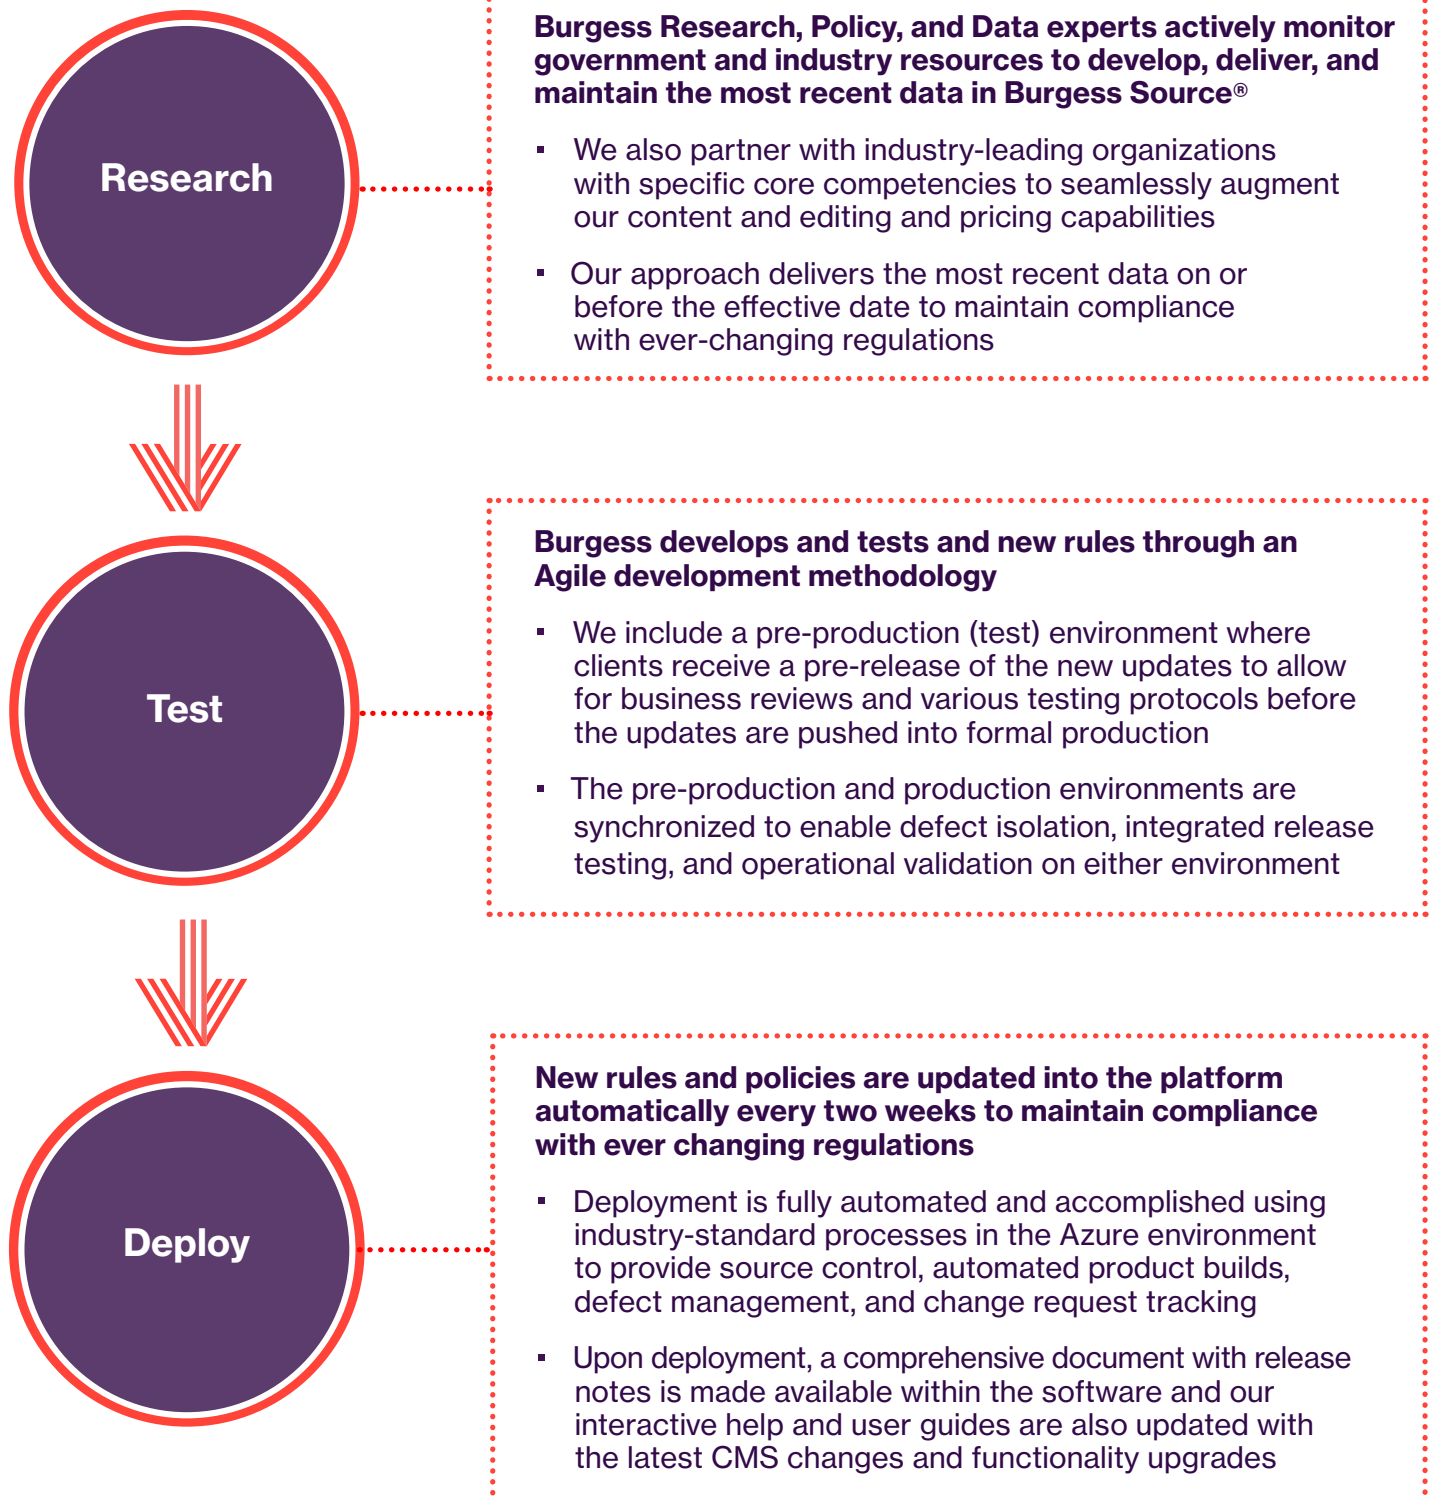 Research
Burgess Research, Policy, and Data experts actively monitor
government and industry resources to develop, deliver, and
maintain the most recent data in Burgess Source®
▪ We also partner with industry-leading organizations
with specific core competencies to seamlessly augment
our content and editing and pricing capabilities
▪ Our approach delivers the most recent data on or
before the effective date to maintain compliance
with ever-changing regulations
Test
Burgess develops and tests and new rules through an
Agile development methodology
▪ We include a pre-production (test) environment where
clients receive a pre-release of the new updates to allow
for business reviews and various testing protocols before
the updates are pushed into formal production
▪ The pre-production and production environments are
synchronized to enable defect isolation, integrated release
testing, and operational validation on either environment
Deploy
New rules and policies are updated into the platform
automatically every two weeks to maintain compliance
with ever changing regulations
▪ Deployment is fully automated and accomplished using
industry-standard processes in the Azure environment
to provide source control, automated product builds,
defect management, and change request tracking
▪ Upon deployment, a comprehensive document with release
notes is made available within the software and our
interactive help and user guides are also updated with
the latest CMS changes and functionality upgrades